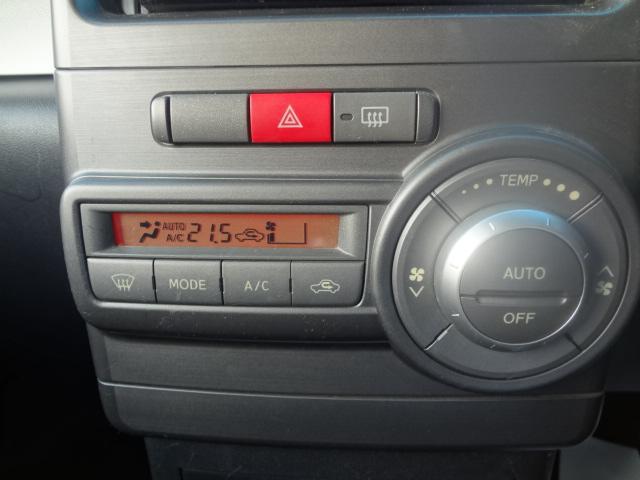 TEMP
AUTO
A/C
21.5
MODE
A/C
AUTO
OFF